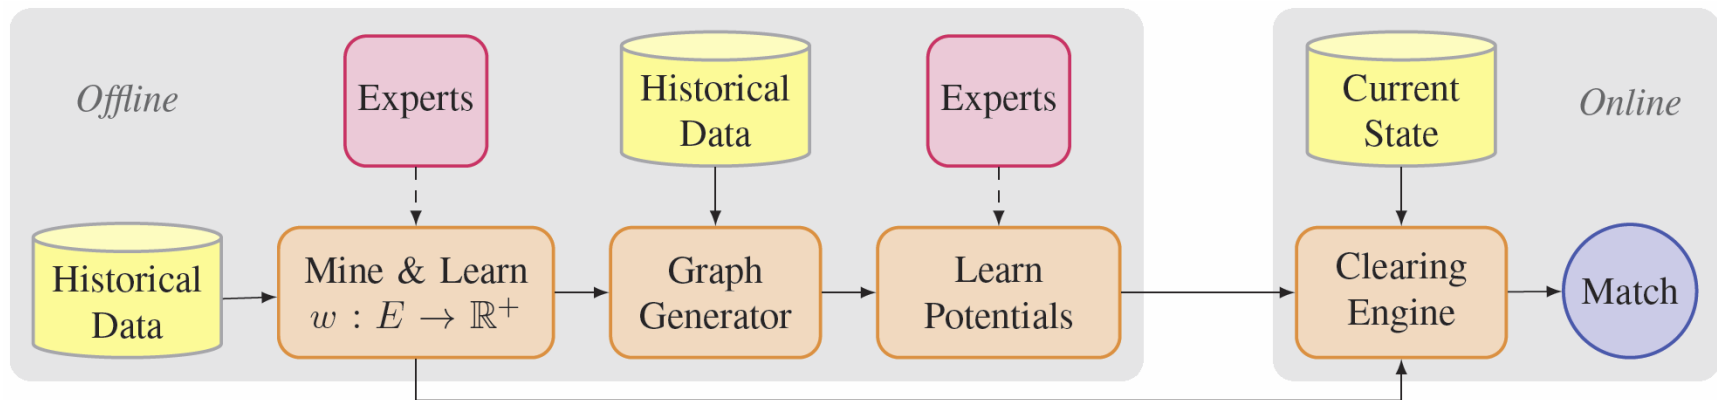 Offline
Experts
Historical
Data
Experts
Current
State
Online
Historical
Data
Mine & Learn
w : E → ℝ⁺
Graph
Generator
Learn
Potentials
Clearing
Engine
Match